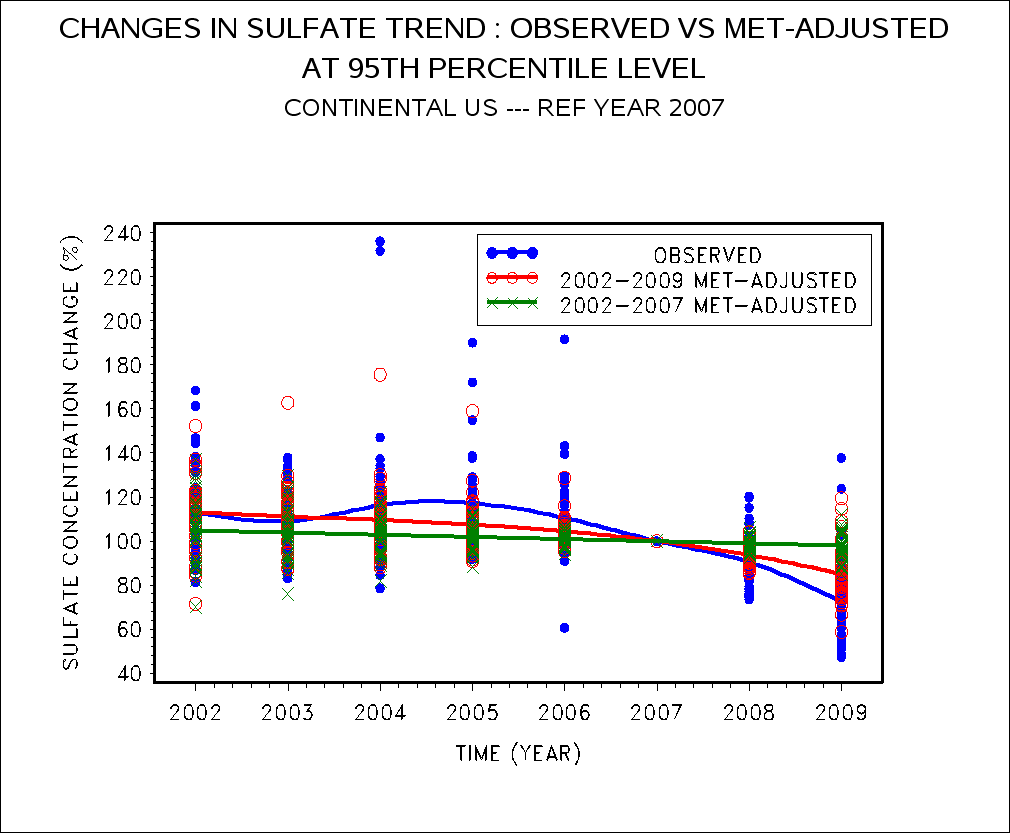 CHANGES IN SULFATE TREND : OBSERVED VS MET-ADJUSTED
AT 95TH PERCENTILE LEVEL
CONTINENTAL US --- REF YEAR 2007
SULFATE CONCENTRATION CHANGE (%)
240
220
200
180
160
140
120
100
80
60
40
OBSERVED
2002-2009 MET-ADJUSTED
2002-2007 MET-ADJUSTED
2002 2003 2004 2005 2006 2007 2008 2009
TIME (YEAR)